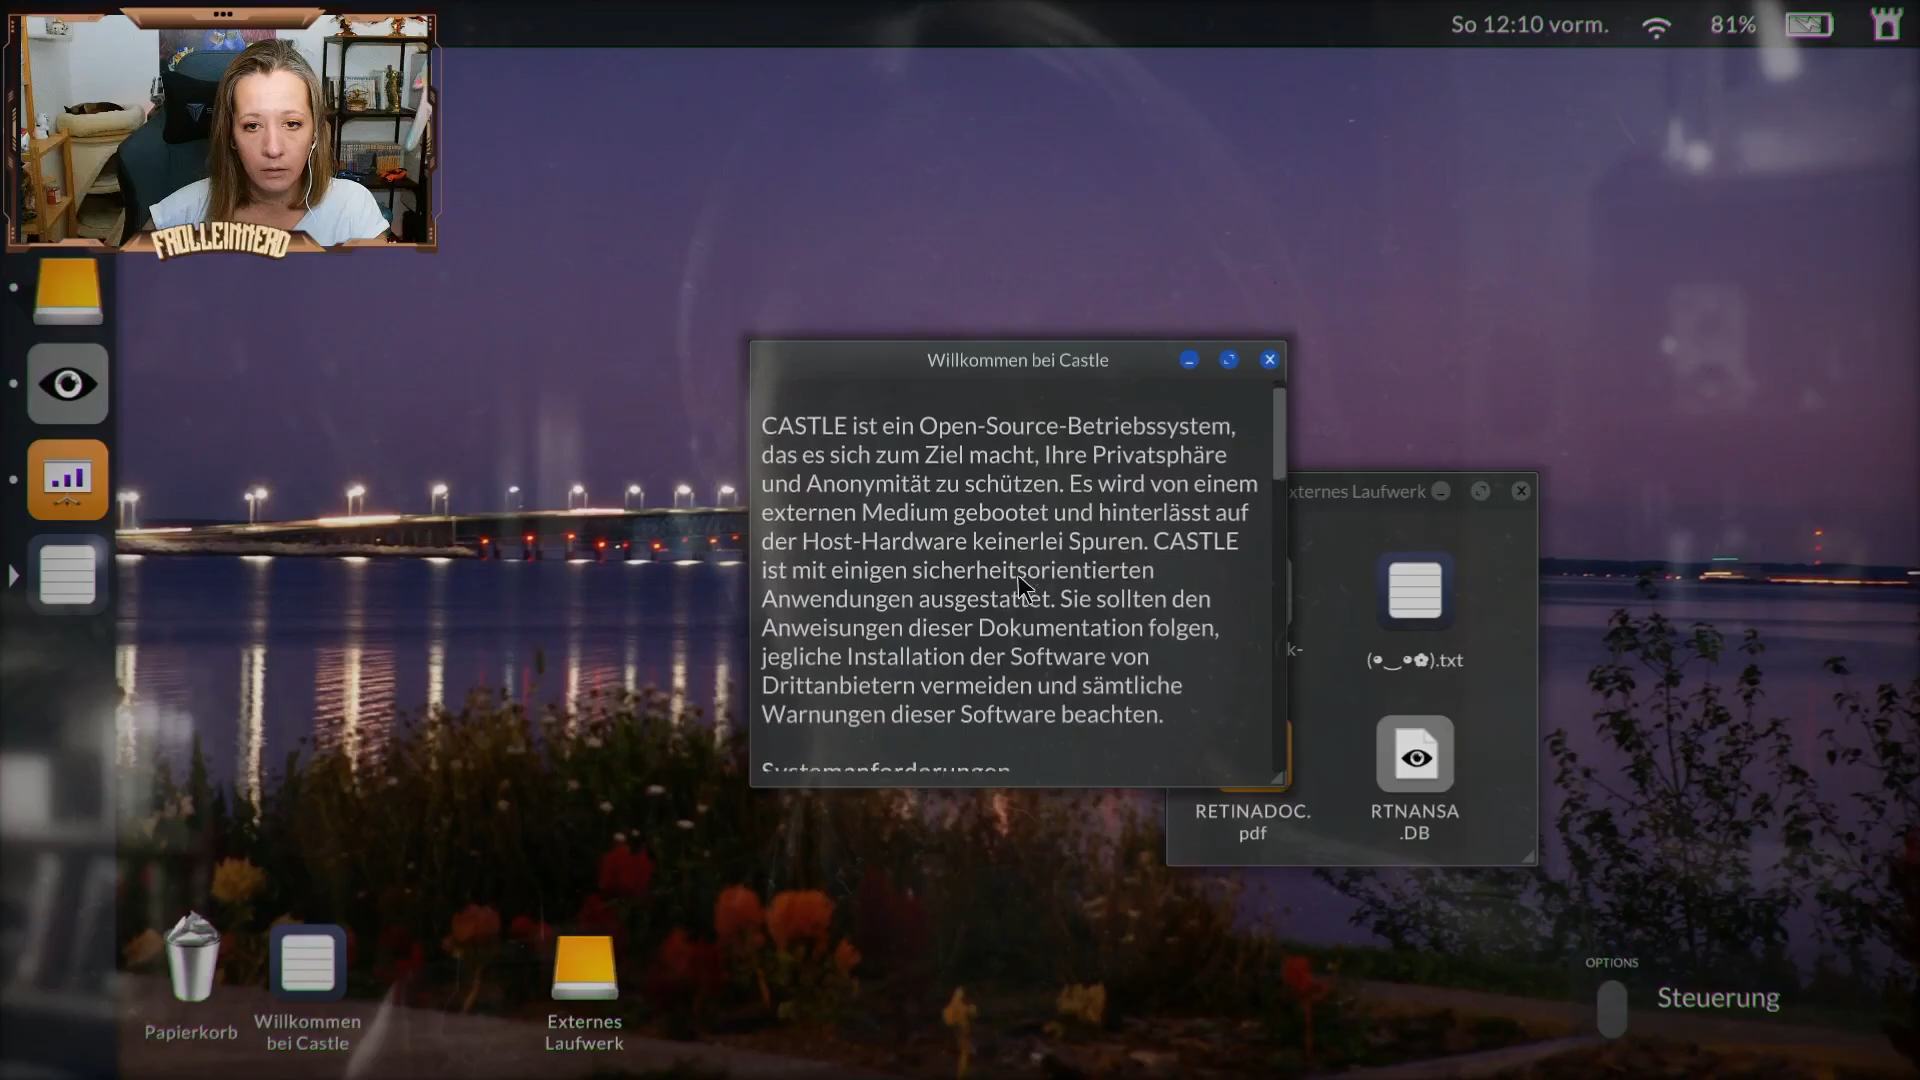 So 12:10 vorm.
81%
FROLLEINNERD
Willkommen bei Castle
CASTLE ist ein Open-Source-Betriebssystem,
das es sich zum Ziel macht, Ihre Privatsphäre
und Anonymität zu schützen. Es wird von einem
externen Medium gebootet und hinterlässt auf
der Host-Hardware keinerlei Spuren. CASTLE
ist mit einigen sicherheitsorientierten
Anwendungen ausgestattet. Sie sollten den
Anweisungen dieser Dokumentation folgen,
jegliche Installation der Software von
Drittanbietern vermeiden und sämtliche
Warnungen dieser Software beachten.
Systemanforderungen
xternes Laufwerk
k-
(•‿•✿).txt
RETINADOC.
pdf
RTNANSA
.DB
Papierkorb
Willkommen
bei Castle
Externes
Laufwerk
OPTIONS
Steuerung